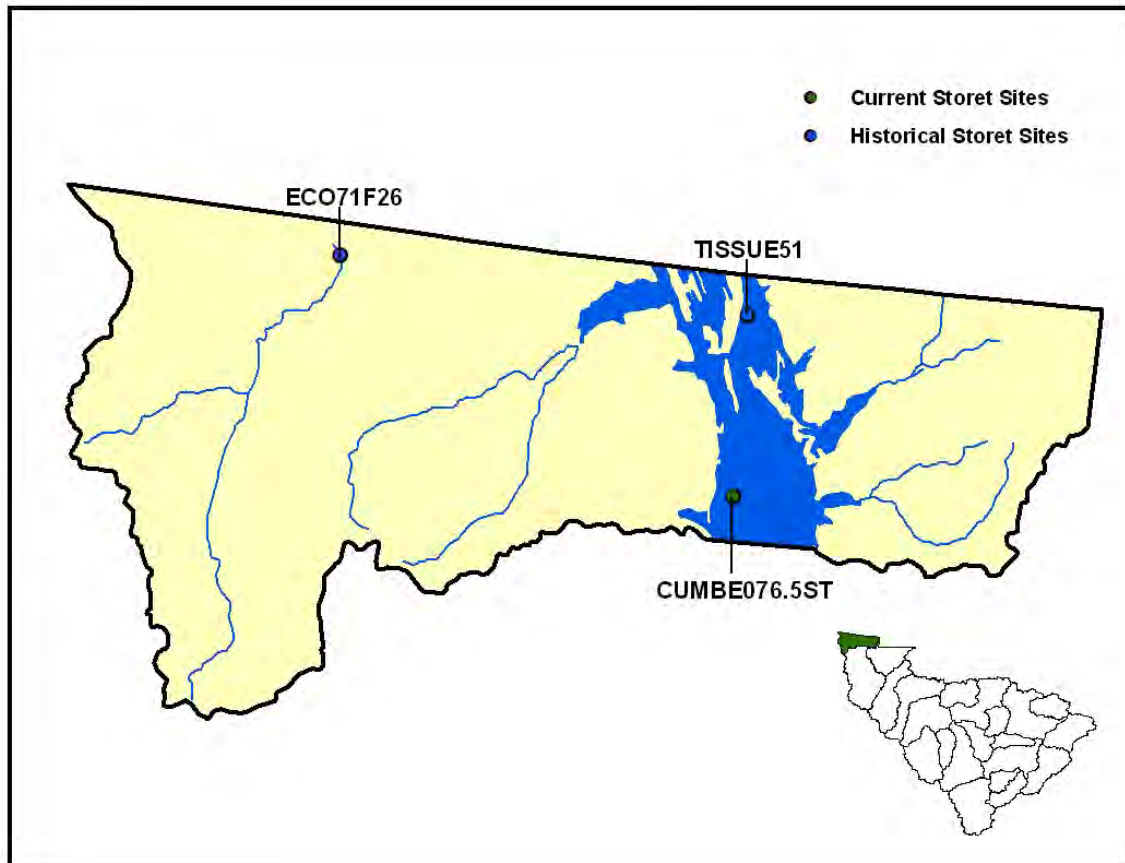 Current Storet Sites
Historical Storet Sites
ECO71F26
TISSUE51
CUMBE076.5ST